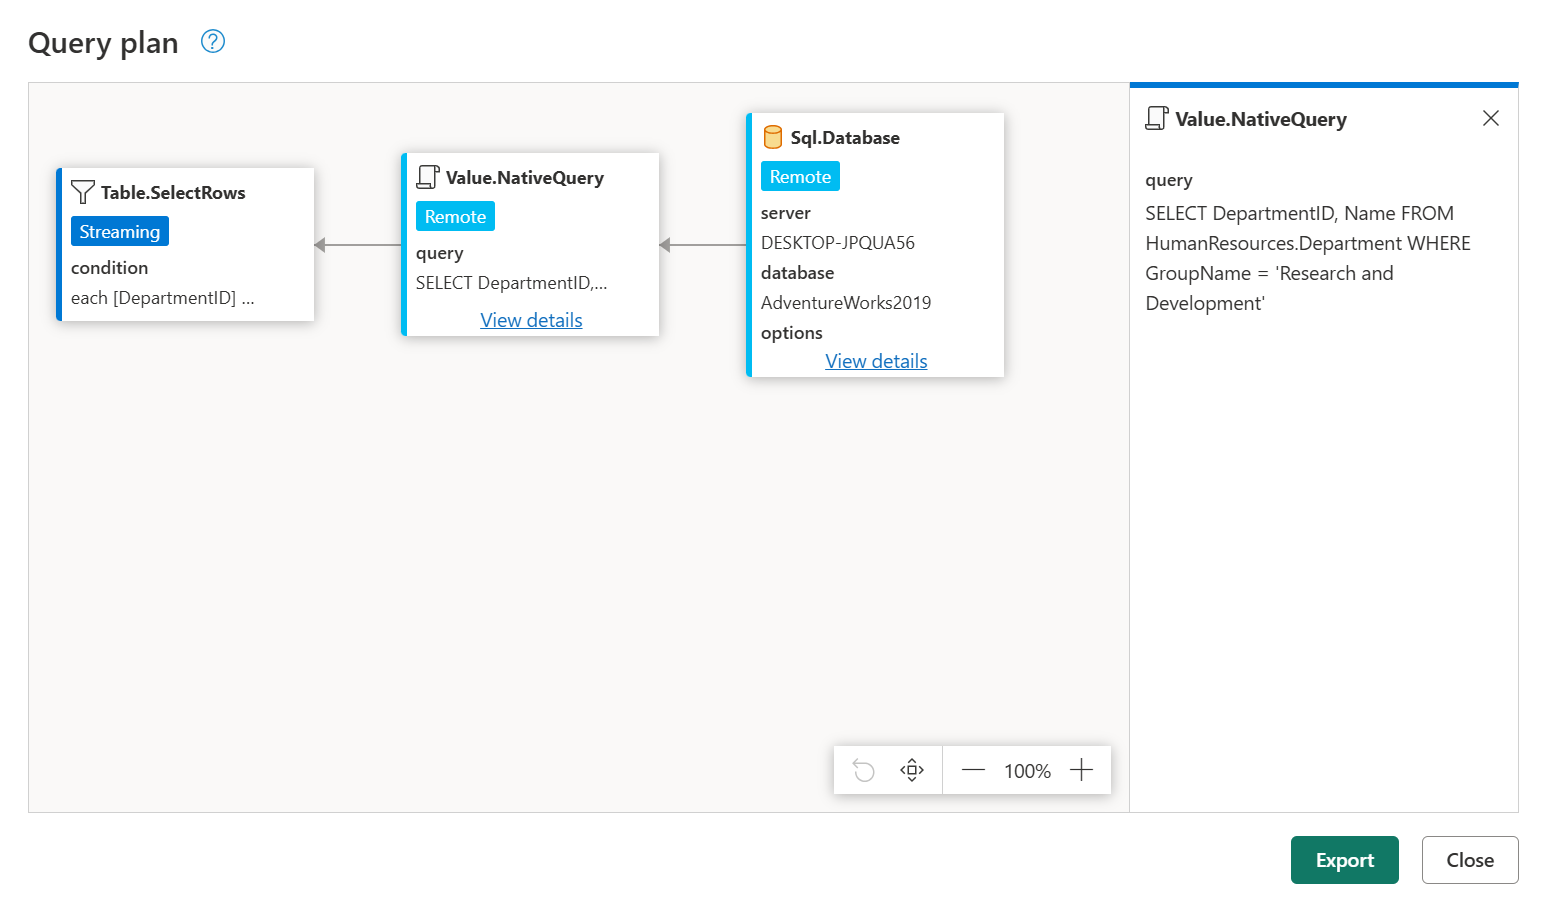 Query plan
Table.SelectRows
Streaming
condition
each [DepartmentID] ...
Value.NativeQuery
Remote
query
SELECT DepartmentID,...
View details
Sql.Database
Remote
server
DESKTOP-JPQUA56
database
AdventureWorks2019
options
View details
100%
Value.NativeQuery
query
SELECT DepartmentID, Name FROM
HumanResources.Department WHERE
GroupName = 'Research and
Development'
Export
Close